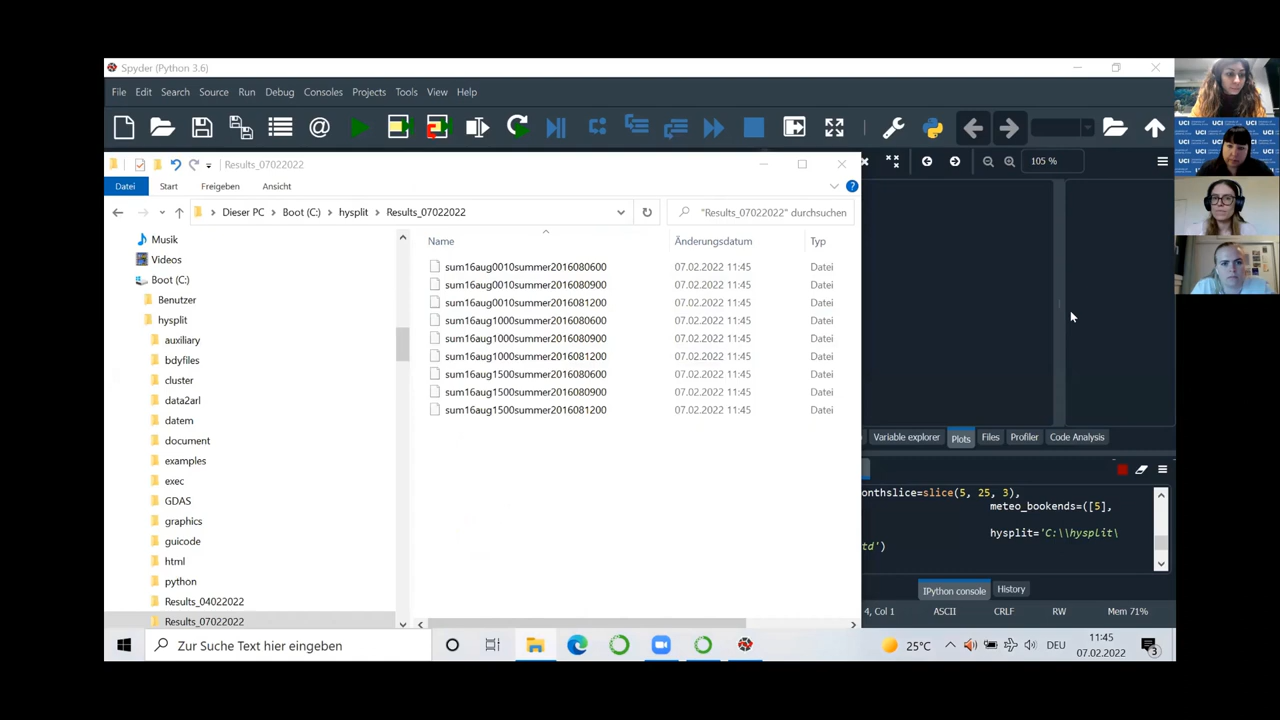 Spyder (Python 3.6)
File Edit Search Source Run Debug Consoles Projects Tools View Help
Results_07022022
105 %
Datei Start Freigeben Ansicht
Dieser PC > Boot (C:) > hysplit > Results_07022022
"Results_07022022" durchsuchen
Name Änderungsdatum Typ
Musik
Videos
Boot (C:)
Benutzer
hysplit
auxiliary
bdyfiles
cluster
data2arl
datem
document
examples
exec
GDAS
graphics
guicode
html
python
Results_04022022
Results_07022022
sum16aug0010summer2016080600 07.02.2022 11:45 Datei
sum16aug0010summer2016080900 07.02.2022 11:45 Datei
sum16aug0010summer2016081200 07.02.2022 11:45 Datei
sum16aug1000summer2016080600 07.02.2022 11:45 Datei
sum16aug1000summer2016080900 07.02.2022 11:45 Datei
sum16aug1000summer2016081200 07.02.2022 11:45 Datei
sum16aug1500summer2016080600 07.02.2022 11:45 Datei
sum16aug1500summer2016080900 07.02.2022 11:45 Datei
sum16aug1500summer2016081200 07.02.2022 11:45 Datei
Variable explorer Plots Files Profiler Code Analysis
onthslice=slice(5, 25, 3),
meteo_bookends=([5],
hysplit='C:\\hysplit\
td')
IPython console History
4, Col 1 ASCII CRLF RW Mem 71%
Zur Suche Text hier eingeben
25°C DEU 11:45
07.02.2022
3
UCI UCI
UCI UCI